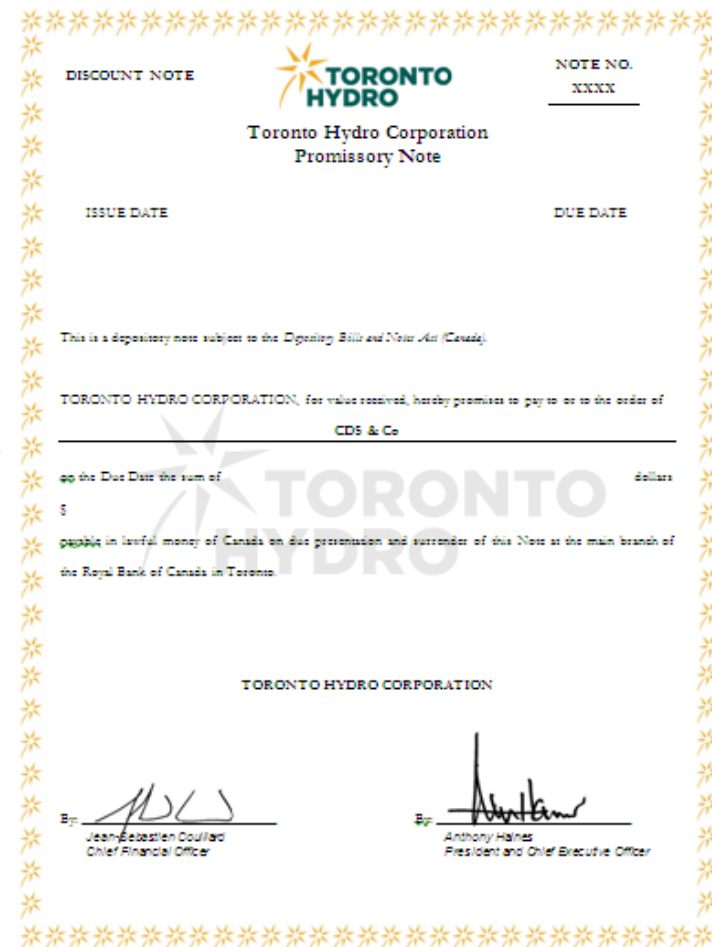 DISCOUNT NOTE
TORONTO
HYDRO
NOTE NO.
XXXX
Toronto Hydro Corporation
Promissory Note
ISSUE DATE
DUE DATE
This is a depository note subject to the Depository Bills and Notes Act (Canada).
TORONTO HYDRO CORPORATION, for value received, hereby promises to pay to or to the order of
CDS & Co
on the Due Date the sum of dollars
$
payable in lawful money of Canada on due presentation and surrender of this Note at the main branch of
the Royal Bank of Canada in Toronto.
TORONTO
HYDRO
TORONTO HYDRO CORPORATION
By:
Jean-Sebastien Couillard
Chief Financial Officer
By:
Anthony Haines
President and Chief Executive Officer